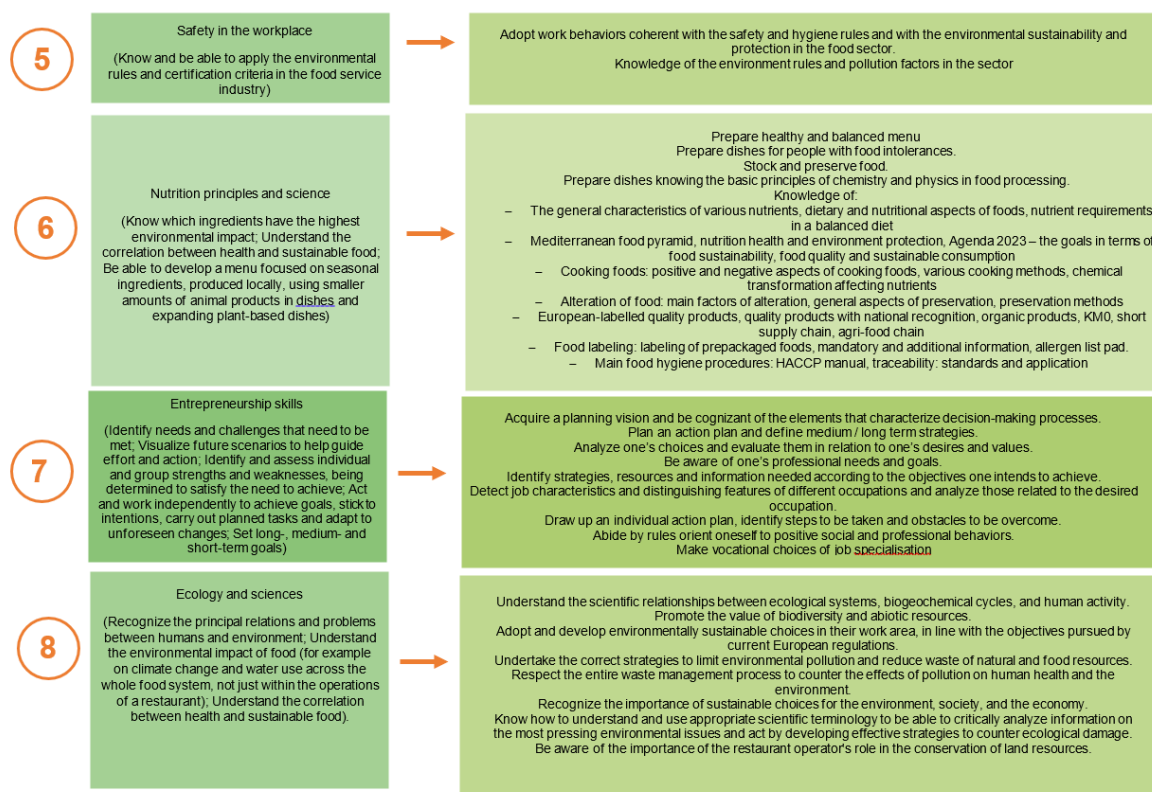 5
Safety in the workplace
(Know and be able to apply the environmental
rules and certification criteria in the food service
industry)
Adopt work behaviors coherent with the safety and hygiene rules and with the environmental sustainability and
protection in the food sector.
Knowledge of the environment rules and pollution factors in the sector
6
Nutrition principles and science
(Know which ingredients have the highest
environmental impact; Understand the
correlation between health and sustainable food;
Be able to develop a menu focused on seasonal
ingredients, produced locally, using smaller
amounts of animal products in dishes and
expanding plant-based dishes)
Prepare healthy and balanced menu
Prepare dishes for people with food intolerances.
Stock and preserve food.
Prepare dishes knowing the basic principles of chemistry and physics in food processing.
Knowledge of:
– The general characteristics of various nutrients, dietary and nutritional aspects of foods, nutrient requirements
in a balanced diet
– Mediterranean food pyramid, nutrition health and environment protection, Agenda 2023 – the goals in terms of
food sustainability, food quality and sustainable consumption
– Cooking foods: positive and negative aspects of cooking foods, various cooking methods, chemical
transformation affecting nutrients
– Alteration of food: main factors of alteration, general aspects of preservation, preservation methods
– European-labelled quality products, quality products with national recognition, organic products, KM0, short
supply chain, agri-food chain
– Food labeling: labeling of prepackaged foods, mandatory and additional information, allergen list pad.
– Main food hygiene procedures: HACCP manual, traceability: standards and application
7
Entrepreneurship skills
(Identify needs and challenges that need to be
met; Visualize future scenarios to help guide
effort and action; Identify and assess individual
and group strengths and weaknesses, being
determined to satisfy the need to achieve; Act
and work independently to achieve goals, stick to
intentions, carry out planned tasks and adapt to
unforeseen changes; Set long-, medium- and
short-term goals)
Acquire a planning vision and be cognizant of the elements that characterize decision-making processes.
Plan an action plan and define medium / long term strategies.
Analyze one's choices and evaluate them in relation to one's desires and values.
Be aware of one's professional needs and goals.
Identify strategies, resources and information needed according to the objectives one intends to achieve.
Detect job characteristics and distinguishing features of different occupations and analyze those related to the desired
occupation.
Draw up an individual action plan, identify steps to be taken and obstacles to be overcome.
Abide by rules orient oneself to positive social and professional behaviors.
Make vocational choices of job specialisation
8
Ecology and sciences
(Recognize the principal relations and problems
between humans and environment; Understand
the environmental impact of food (for example
on climate change and water use across the
whole food system, not just within the operations
of a restaurant); Understand the correlation
between health and sustainable food).
Understand the scientific relationships between ecological systems, biogeochemical cycles, and human activity.
Promote the value of biodiversity and abiotic resources.
Adopt and develop environmentally sustainable choices in their work area, in line with the objectives pursued by
current European regulations.
Undertake the correct strategies to limit environmental pollution and reduce waste of natural and food resources.
Respect the entire waste management process to counter the effects of pollution on human health and the
environment.
Recognize the importance of sustainable choices for the environment, society, and the economy.
Know how to understand and use appropriate scientific terminology to be able to critically analyze information on
the most pressing environmental issues and act by developing effective strategies to counter ecological damage.
Be aware of the importance of the restaurant operator's role in the conservation of land resources.